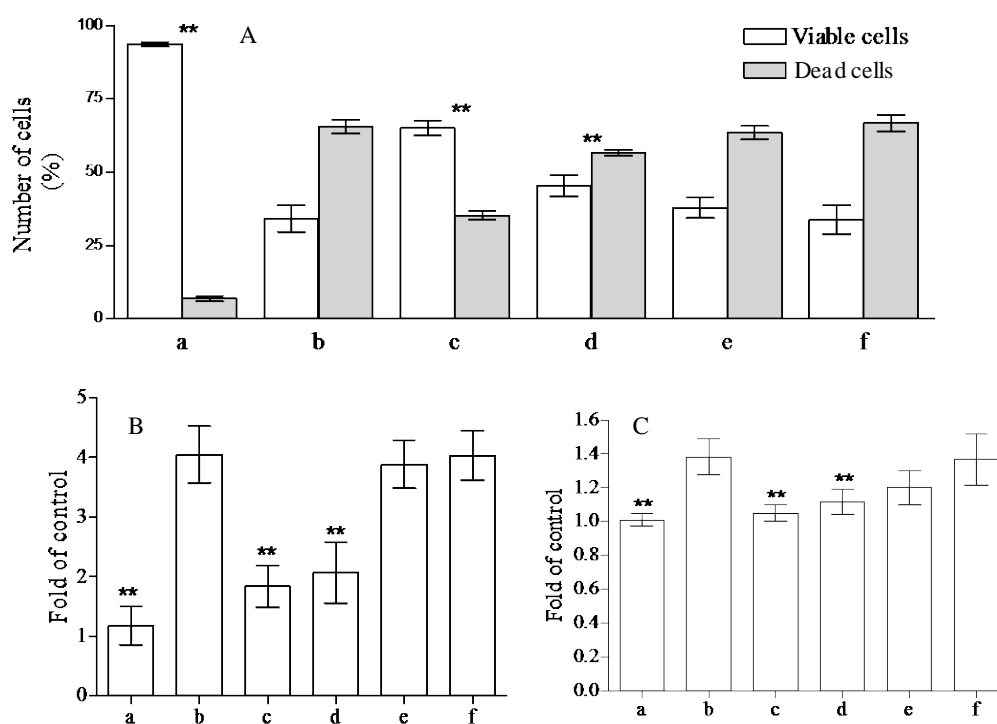 100
75
50
25
0
Number of cells
(%)
A
**
**
**
Viable cells
Dead cells
a b c d e f
5
4
3
2
1
0
Fold of control
B
**
**
**
a b c d e f
1.6
1.4
1.2
1.0
0.8
0.6
0.4
0.2
0.0
Fold of control
C
**
**
**
a b c d e f